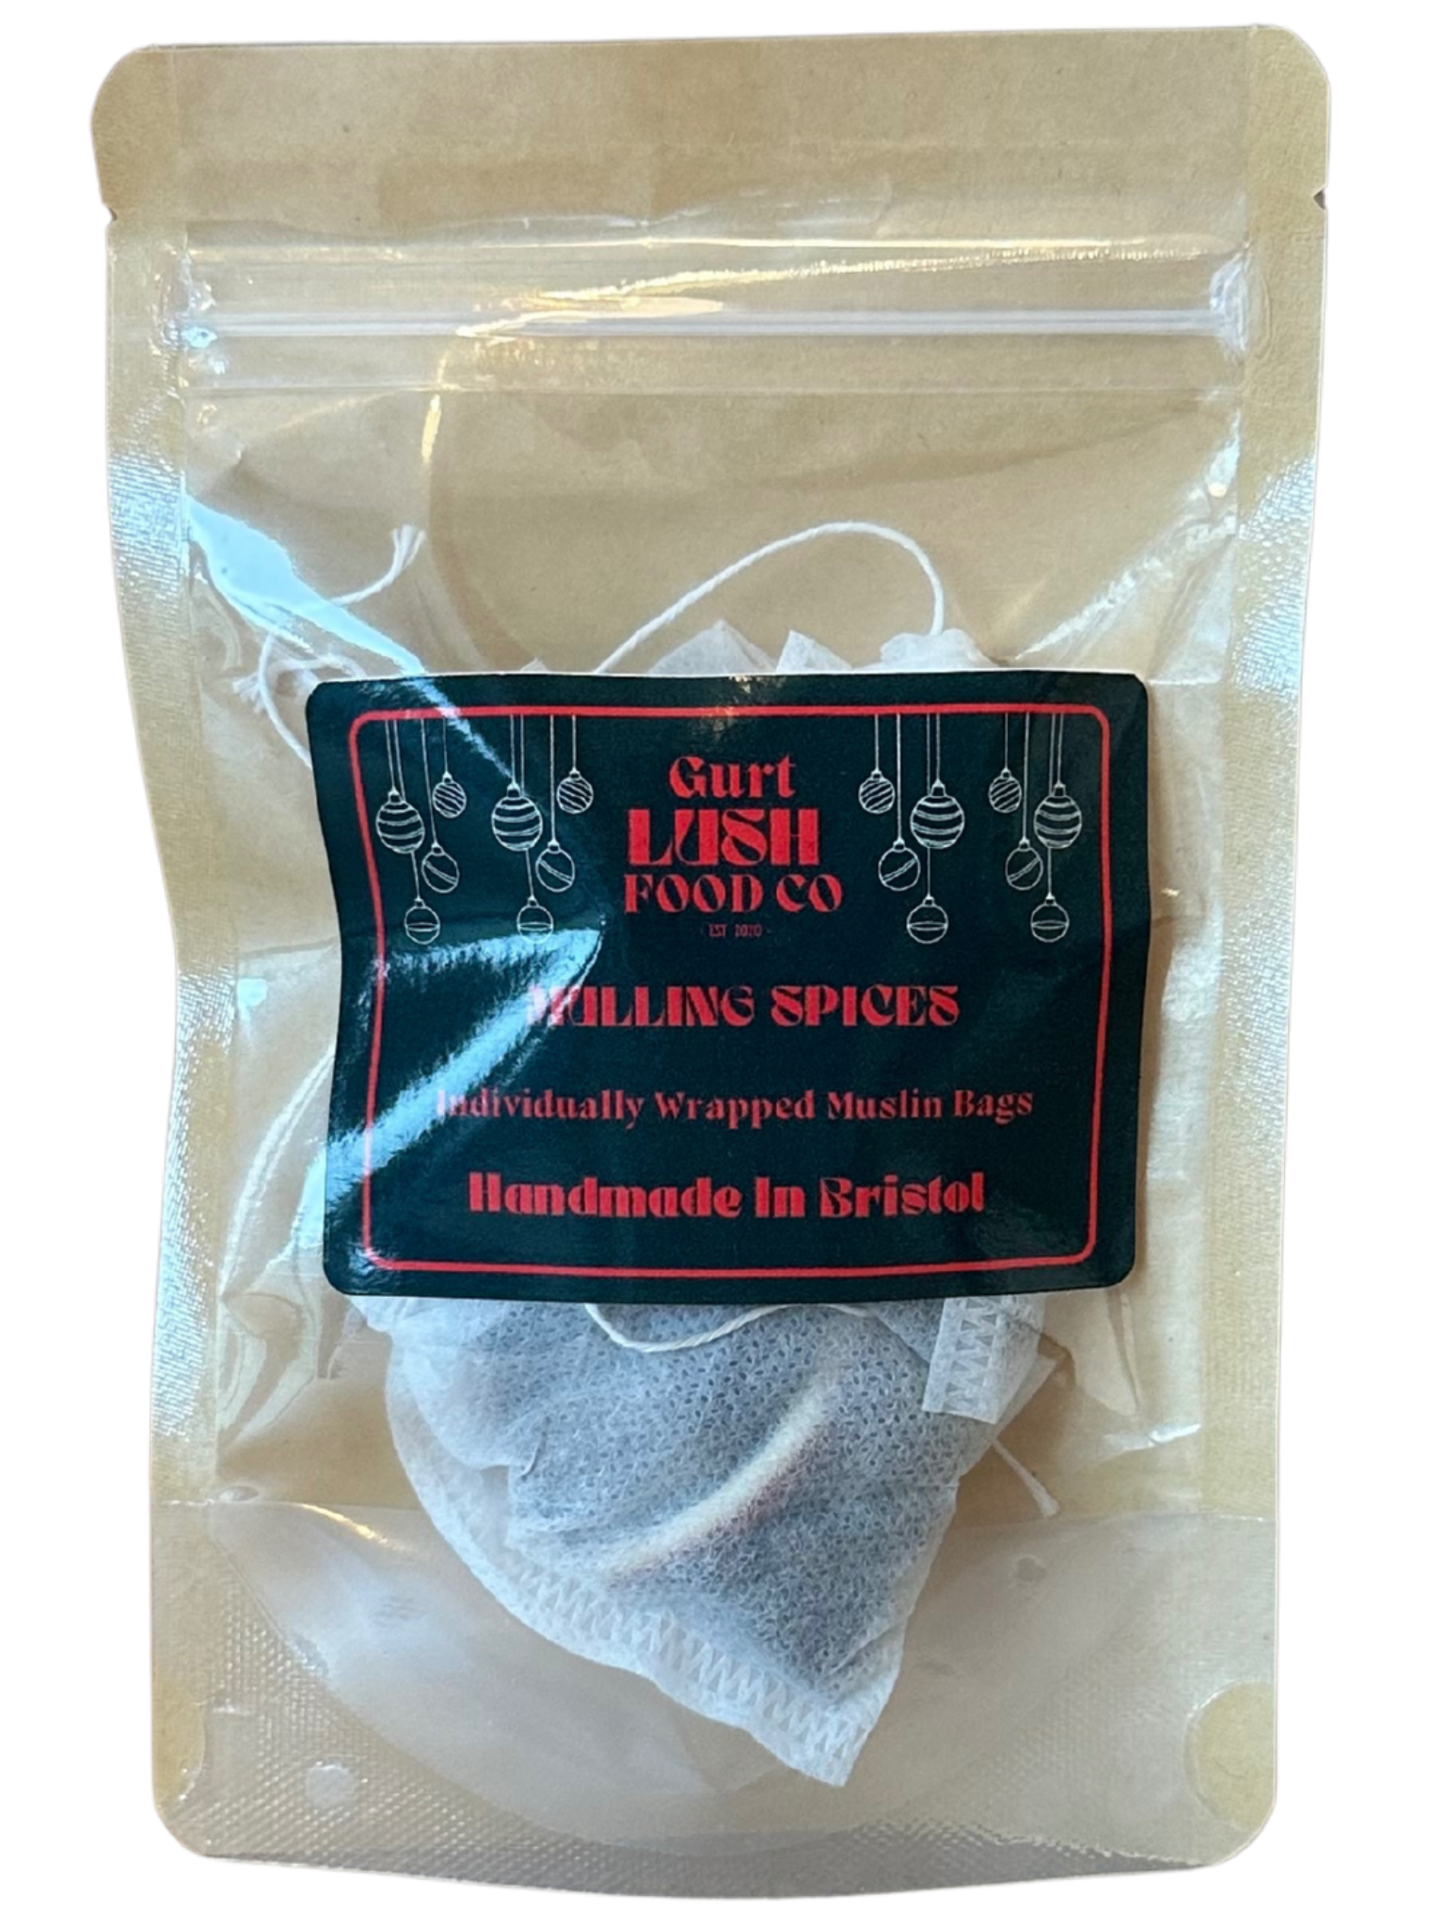 Gurt
LUSH
FOOD CO
MULLING SPICES
Individually Wrapped Muslin Bags
Handmade In Bristol